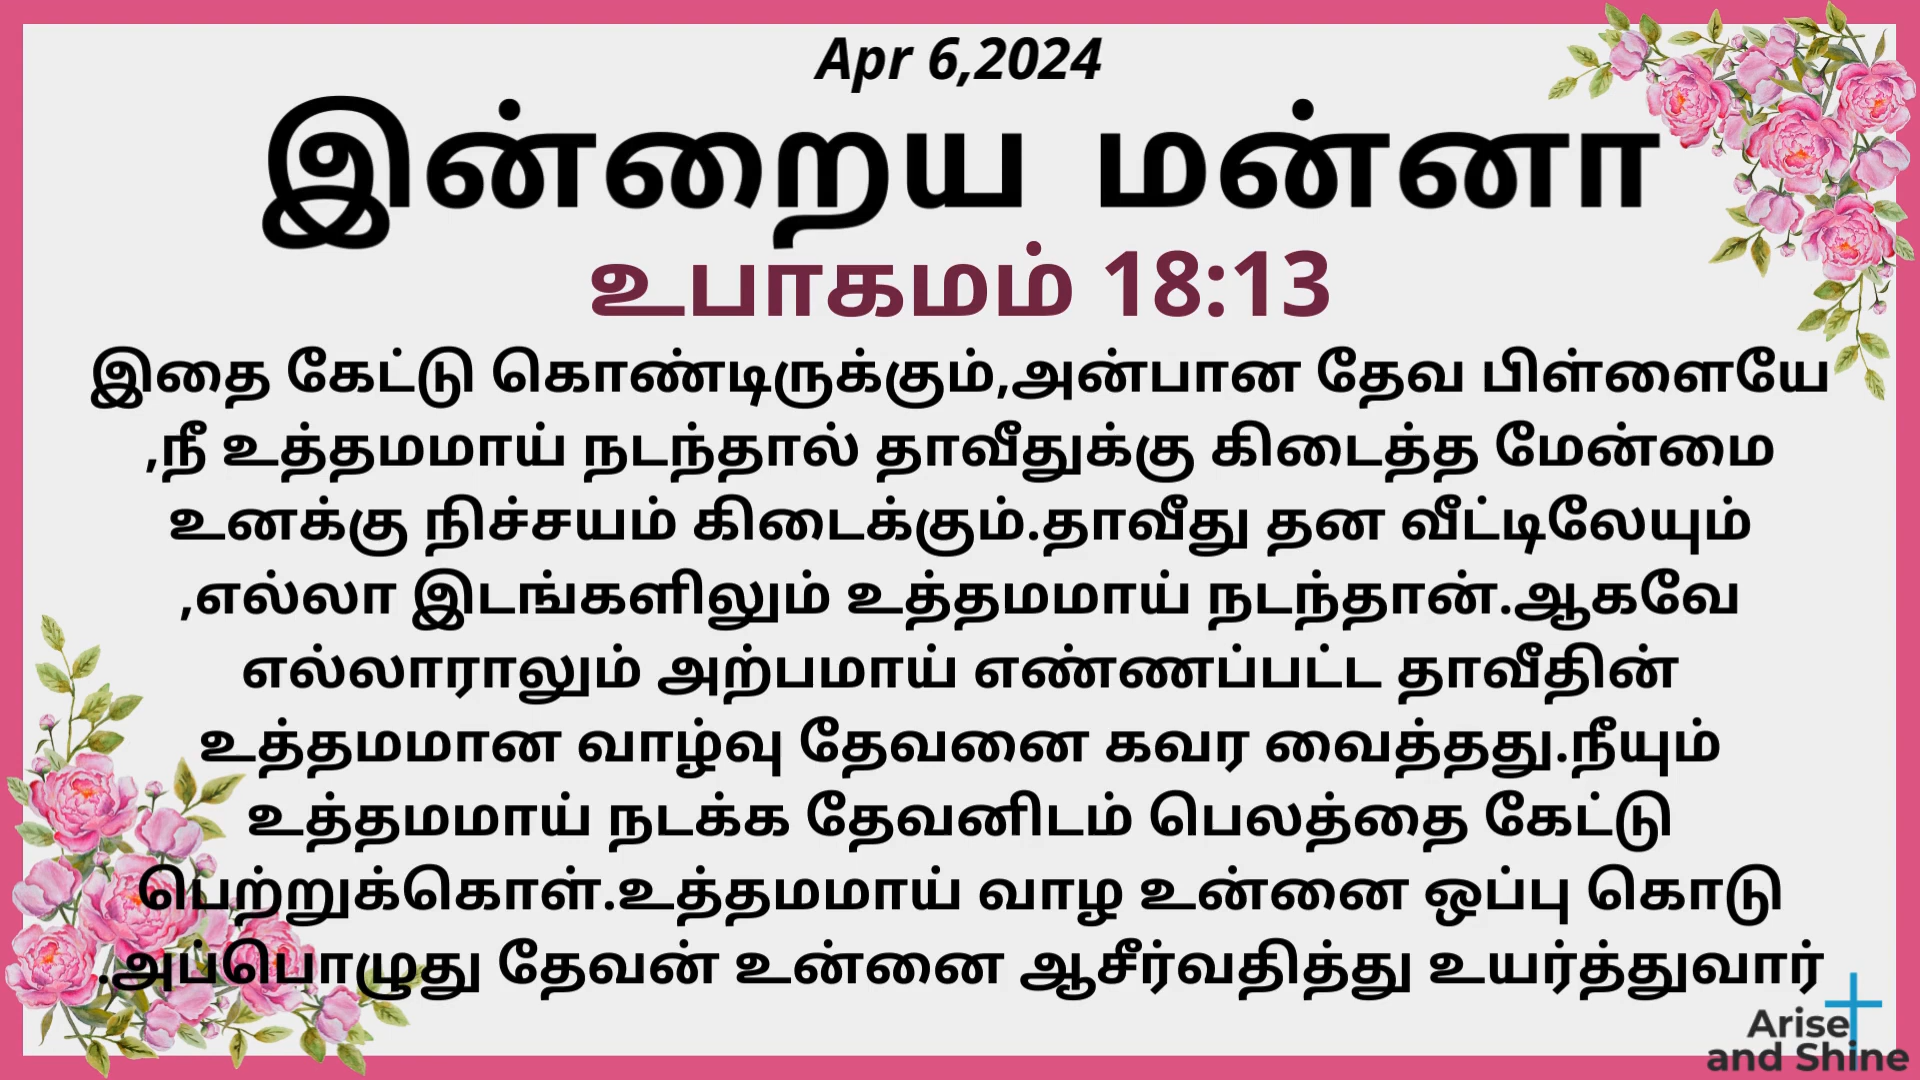 Apr 6,2024
இன்றைய மன்னா
உபாகமம் 18:13
இதை கேட்டு கொண்டிருக்கும்,அன்பான தேவ பிள்ளையே
,நீ உத்தமமாய் நடந்தால் தாவீதுக்கு கிடைத்த மேன்மை
உனக்கு நிச்சயம் கிடைக்கும்.தாவீது தன வீட்டிலேயும்
,எல்லா இடங்களிலும் உத்தமமாய் நடந்தான்.ஆகவே
எல்லாராலும் அற்பமாய் எண்ணப்பட்ட தாவீதின்
உத்தமமான வாழ்வு தேவனை கவர வைத்தது.நீயும்
உத்தமமாய் நடக்க தேவனிடம் பெலத்தை கேட்டு
பெற்றுக்கொள்.உத்தமமாய் வாழ உன்னை ஒப்பு கொடு
.அப்பொழுது தேவன் உன்னை ஆசீர்வதித்து உயர்த்துவார்
Arise
and Shine